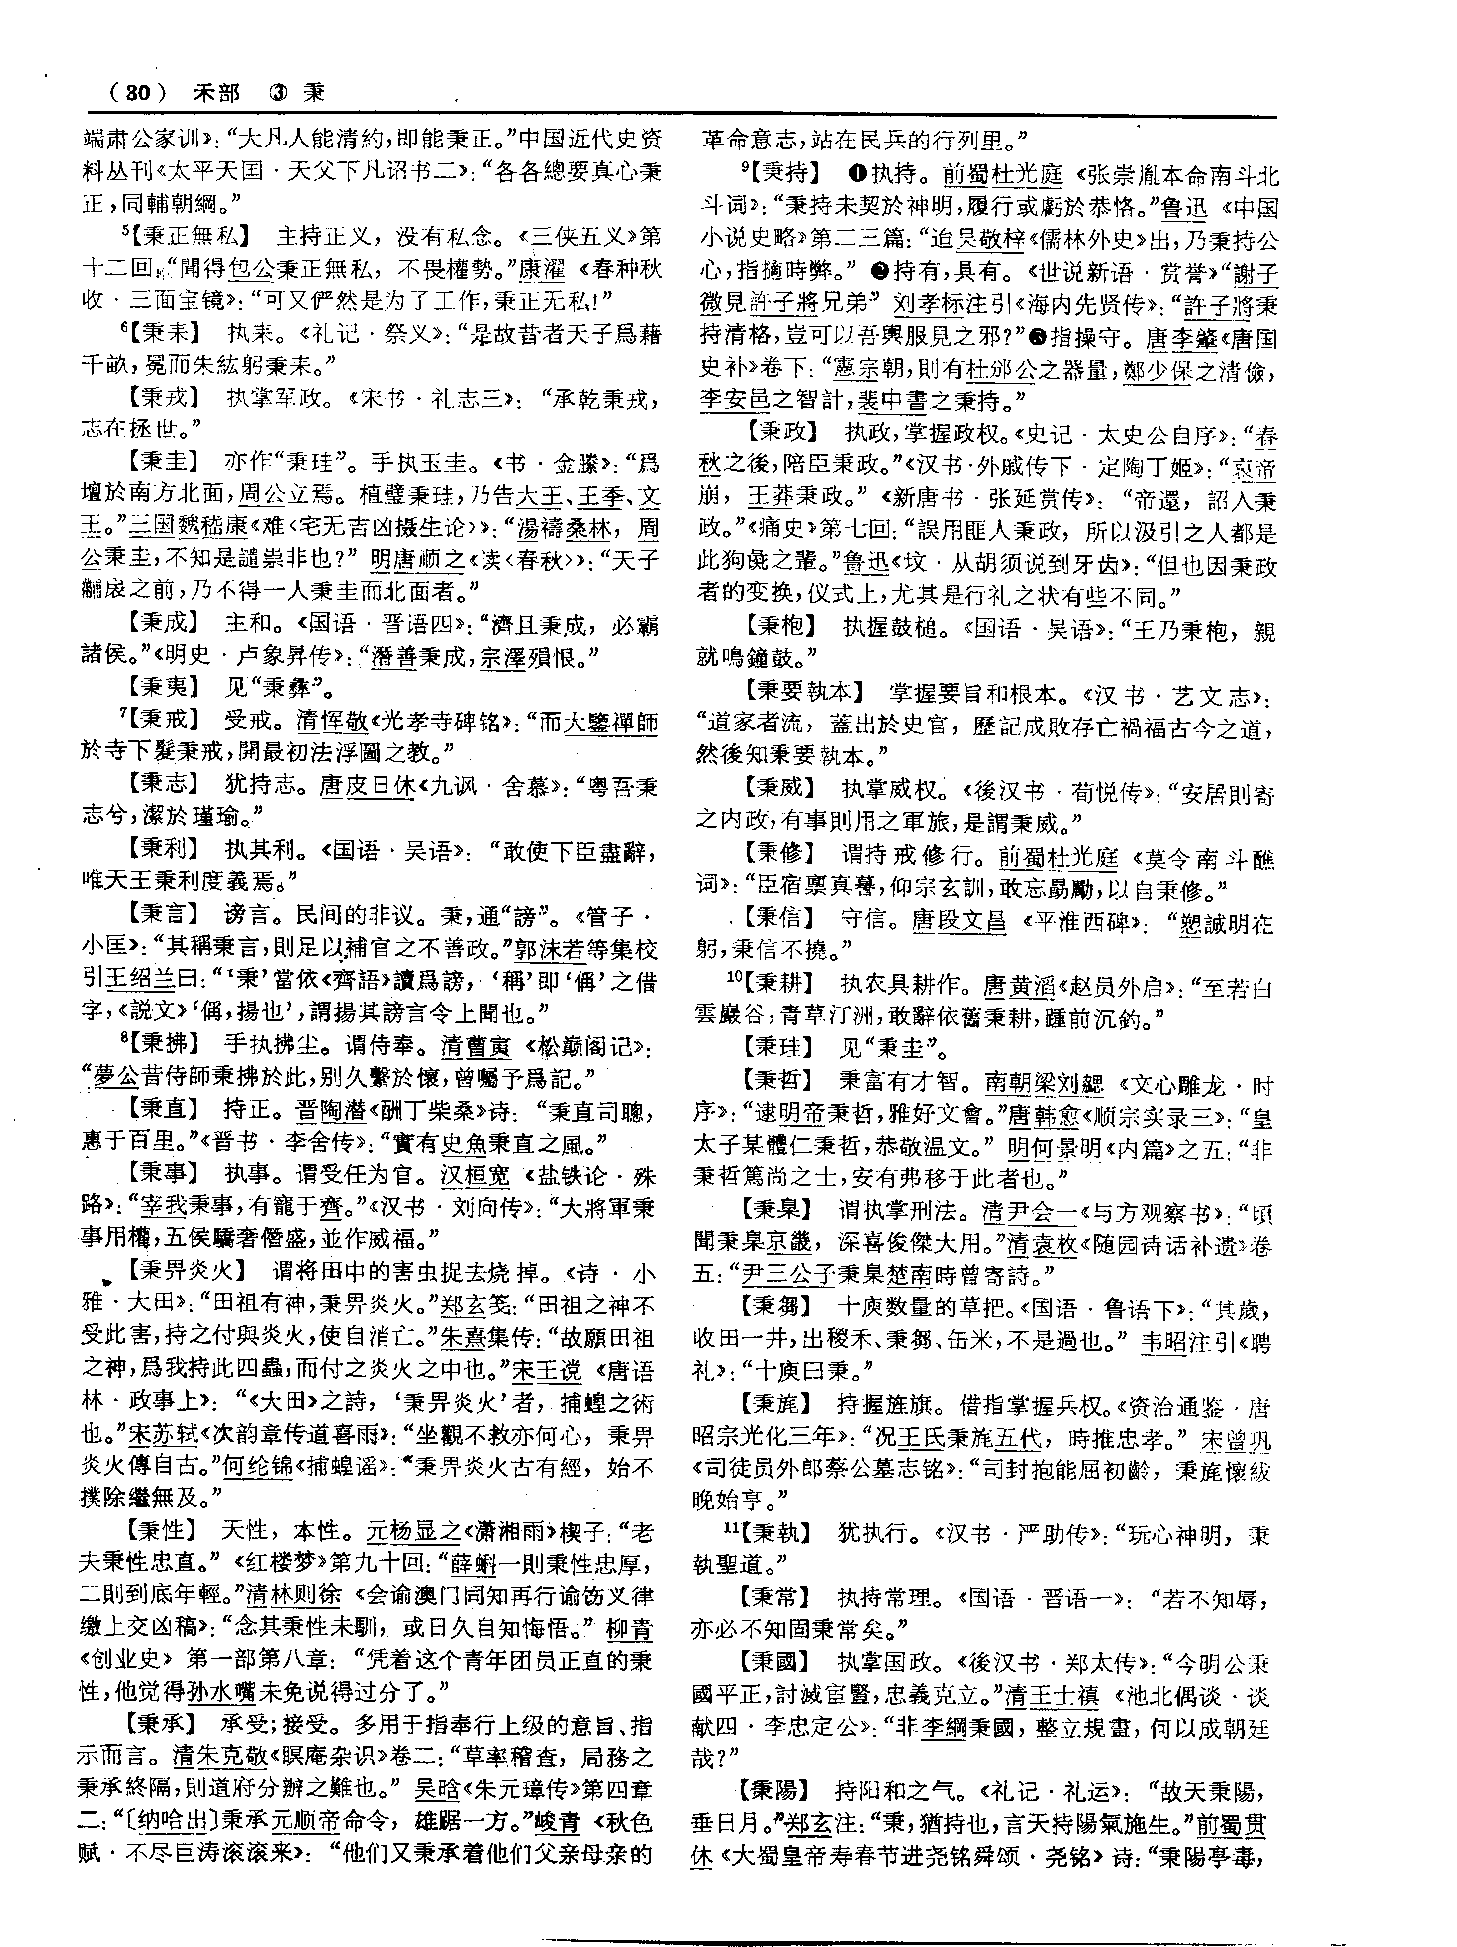 （80） 禾部 ③ 秉
端肃公家训》：“大凡人能清約，即能秉正。”中国近代史资
料丛刊《太平天国·天父下凡诏书二》：“各各總要真心秉
正，同輔朝綱。”
5【秉正無私】 主持正义，没有私念。《三侠五义》第
十二回：“聞得包公秉正無私，不畏權勢。”康濯《春种秋
收·三面宝镜》：“可又俨然是为了工作，秉正无私！”
6【秉耒】 执耒。《礼记·祭义》：“是故昔者天子爲藉
千畝，冕而朱紘躬秉耒。”
【秉戎】 执掌军政。《宋书·礼志三》：“承乾秉戎，
志在拯世。”
【秉圭】 亦作“秉珪”。手执玉圭。《书·金縢》：“爲
壇於南方北面，周公立焉。植璧秉珪，乃告大王、王季、文
王。”三国魏嵇康《难〈宅无吉凶摄生论〉》：“湯禱桑林，周
公秉圭，不知是譴祟非也？”明唐顺之《读〈春秋〉》：“天子
黼扆之前，乃不得一人秉圭而北面者。”
【秉成】 主和。《国语·晋语四》：“濟且秉成，必霸
諸侯。”《明史·卢象昇传》：“潛善秉成，宗澤殞恨。”
【秉夷】 见“秉彝”。
7【秉戒】 受戒。清恽敬《光孝寺碑铭》：“而大鑒禪師
於寺下髮秉戒，開最初法浮圖之教。”
【秉志】 犹持志。唐皮日休《九讽·舍慕》：“粤吾秉
志兮，潔於瑾瑜。”
【秉利】 执其利。《国语·吴语》：“敢使下臣盡辭，
唯天王秉利度義焉。”
【秉言】 谤言。民间的非议。秉，通“謗”。《管子·
小匡》：“其稱秉言，則足以補官之不善政。”郭沫若等集校
引王绍兰曰：“‘秉’當依《齊語》讀爲謗，‘稱’即‘偁’之借
字，《説文》‘偁，揚也’，謂揚其謗言令上聞也。”
8【秉拂】 手执拂尘。谓侍奉。清曹寅《松巅阁记》：
“夢公昔侍師秉拂於此，别久繫於懷，曾囑予爲記。”
【秉直】 持正。晋陶潜《酬丁柴桑》诗：“秉直司聰，
惠于百里。”《晋书·李含传》：“實有史魚秉直之風。”
【秉事】 执事。谓受任为官。汉桓宽《盐铁论·殊
路》：“宰我秉事，有寵于齊。”《汉书·刘向传》：“大將軍秉
事用權，五侯驕奢僭盛，並作威福。”
【秉畀炎火】 谓将田中的害虫捉去烧掉。《诗·小
雅·大田》：“田祖有神，秉畀炎火。”郑玄笺：“田祖之神不
受此害，持之付與炎火，使自消亡。”朱熹集传：“故願田祖
之神，爲我持此四蟲，而付之炎火之中也。”宋王谠《唐语
林·政事上》：“《大田》之詩，‘秉畀炎火’者，捕蝗之術
也。”宋苏轼《次韵章传道喜雨》：“坐觀不救亦何心，秉畀
炎火傳自古。”何纶锦《捕蝗谣》：“秉畀炎火古有經，始不
撲除繼無及。”
【秉性】 天性，本性。元杨显之《潇湘雨》楔子：“老
夫秉性忠直。”《红楼梦》第九十回：“薛蝌一則秉性忠厚，
二則到底年輕。”清林则徐《会谕澳门同知再行谕饬义律
缴土交凶稿》：“念其秉性未馴，或日久自知悔悟。”柳青
《创业史》第一部第八章：“凭着这个青年团员正直的秉
性，他觉得孙水嘴未免说得过分了。”
【秉承】 承受；接受。多用于指奉行上级的意旨、指
示而言。清朱克敬《瞑庵杂识》卷二：“草率稽查，局務之
秉承終隔，則道府分辦之難也。”吴晗《朱元璋传》第四章
二：“〔纳哈出〕秉承元顺帝命令，雄踞一方。”峻青《秋色
赋·不尽巨涛滚滚来》：“他们又秉承着他们父亲母亲的
革命意志，站在民兵的行列里。”
9【秉持】 ❶执持。前蜀杜光庭《张崇胤本命南斗北
斗词》：“秉持未契於神明，履行或虧於恭恪。”鲁迅《中国
小说史略》第二三篇：“迨吴敬梓《儒林外史》出，乃秉持公
心，指擿時弊。”❷持有，具有。《世说新语·赏誉》“謝子
微見許子將兄弟”刘孝标注引《海内先贤传》：“許子將秉
持清格，豈可以吾輿服見之邪？”❸指操守。唐李肇《唐国
史补》卷下：“憲宗朝，則有杜邠公之器量，鄭少保之清儉，
李安邑之智計，裴中書之秉持。”
【秉政】 执政，掌握政权。《史记·太史公自序》：“春
秋之後，陪臣秉政。”《汉书·外戚传下·定陶丁姬》：“哀帝
崩，王莽秉政。”《新唐书·张延赏传》：“帝還，詔入秉
政。”《痛史》第七回：“誤用匪人秉政，所以汲引之人都是
此狗彘之輩。”鲁迅《坟·从胡须说到牙齿》：“但也因秉政
者的变换，仪式上，尤其是行礼之状有些不同。”
【秉枹】 执握鼓槌。《国语·吴语》：“王乃秉枹，親
就鳴鐘鼓。”
【秉要執本】 掌握要旨和根本。《汉书·艺文志》：
“道家者流，蓋出於史官，歷記成敗存亡禍福古今之道，
然後知秉要執本。”
【秉威】 执掌威权。《後汉书·荀悦传》：“安居則寄
之内政，有事則用之軍旅，是謂秉威。”
【秉修】 谓持戒修行。前蜀杜光庭《莫令南斗醮
词》：“臣宿禀真蔭，仰宗玄訓，敢忘勗勵，以自秉修。”
【秉信】 守信。唐段文昌《平淮西碑》：“愬誠明在
躬，秉信不撓。”
10【秉耕】 执农具耕作。唐黄滔《赵员外启》：“至若白
雲巖谷，青草汀洲，敢辭依舊秉耕，踵前沉釣。”
【秉珪】 见“秉圭”。
【秉哲】 秉富有才智。南朝梁刘勰《文心雕龙·时
序》：“逮明帝秉哲，雅好文會。”唐韩愈《顺宗实录三》：“皇
太子某體仁秉哲，恭敬温文。”明何景明《内篇》之五：“非
秉哲篤尚之士，安有弗移于此者也。”
【秉臬】 谓执掌刑法。清尹会一《与方观察书》：“頃
聞秉臬京畿，深喜俊傑大用。”清袁枚《随园诗话补遗》卷
五：“尹三公子秉臬楚南時曾寄詩。”
【秉芻】 十庾数量的草把。《国语·鲁语下》：“其歲，
收田一井，出稷禾、秉芻、缶米，不是過也。”韦昭注引《聘
礼》：“十庾曰秉。”
【秉旄】 持握旌旗。借指掌握兵权。《资治通鉴·唐
昭宗光化三年》：“况王氏秉旄五代，時推忠孝。”宋曾巩
《司徒员外郎蔡公墓志铭》：“司封抱能屈初齡，秉旄懷紱
晚始亨。”
11【秉執】 犹执行。《汉书·严助传》：“玩心神明，秉
執聖道。”
【秉常】 执持常理。《国语·晋语一》：“若不知辱，
亦必不知固秉常矣。”
【秉國】 执掌国政。《後汉书·郑太传》：“今明公秉
國平正，討滅宦豎，忠義克立。”清王士禛《池北偶谈·谈
献四·李忠定公》：“非李綱秉國，整立規畫，何以成朝廷
哉？”
【秉陽】 持阳和之气。《礼记·礼运》：“故天秉陽，
垂日月。”郑玄注：“秉，猶持也，言天持陽氣施生。”前蜀贯
休《大蜀皇帝寿春节进尧铭舜颂·尧铭》诗：“秉陽亭毒，